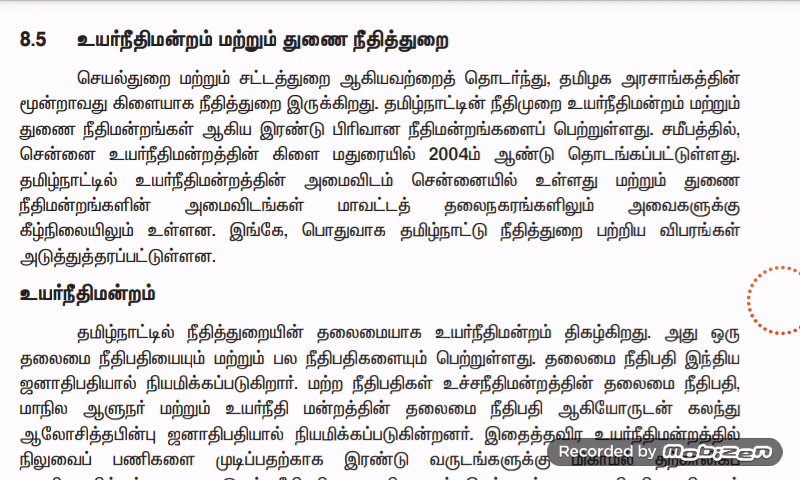 8.5 உயர்நீதிமன்றம் மற்றும் துணை நீதித்துறை
செயல்துறை மற்றும் சட்டத்துறை ஆகியவற்றைத் தொடர்ந்து, தமிழக அரசாங்கத்தின்
மூன்றாவது கிளையாக நீதித்துறை இருக்கிறது. தமிழ்நாட்டின் நீதிமுறை உயர்நீதிமன்றம் மற்றும்
துணை நீதிமன்றங்கள் ஆகிய இரண்டு பிரிவான நீதிமன்றங்களைப் பெற்றுள்ளது. சமீபத்தில்,
சென்னை உயர்நீதிமன்றத்தின் கிளை மதுரையில் 2004ம் ஆண்டு தொடங்கப்பட்டுள்ளது.
தமிழ்நாட்டில் உயர்நீதிமன்றத்தின் அமைவிடம் சென்னையில் உள்ளது மற்றும் துணை
நீதிமன்றங்களின் அமைவிடங்கள் மாவட்டத் தலைநகரங்களிலும் அவைகளுக்கு
கீழ்நிலையிலும் உள்ளன. இங்கே, பொதுவாக தமிழ்நாட்டு நீதித்துறை பற்றிய விபரங்கள்
அடுத்துத்தரப்பட்டுள்ளன.
உயர்நீதிமன்றம்
தமிழ்நாட்டில் நீதித்துறையின் தலைமையாக உயர்நீதிமன்றம் திகழ்கிறது. அது ஒரு
தலைமை நீதிபதியையும் மற்றும் பல நீதிபதிகளையும் பெற்றுள்ளது. தலைமை நீதிபதி இந்திய
ஜனாதிபதியால் நியமிக்கப்படுகிறார். மற்ற நீதிபதிகள் உச்சநீதிமன்றத்தின் தலைமை நீதிபதி,
மாநில ஆளுநர் மற்றும் உயர்நீதி மன்றத்தின் தலைமை நீதிபதி ஆகியோருடன் கலந்து
ஆலோசித்தபின்பு ஜனாதிபதியால் நியமிக்கப்படுகின்றனர். இதைத்தவிர உயர்நீதிமன்றத்தில்
நிலுவைப் பணிகளை முடிப்பதற்காக இரண்டு வருடங்களுக்கு
Recorded by mobizen